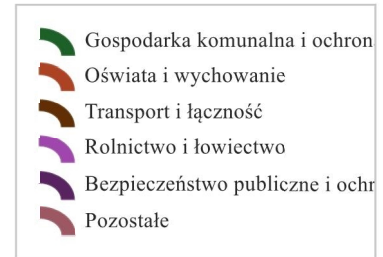 Gospodarka komunalna i ochron
Oświata i wychowanie
Transport i łączność
Rolnictwo i łowiectwo
Bezpieczeństwo publiczne i ochr
Pozostałe